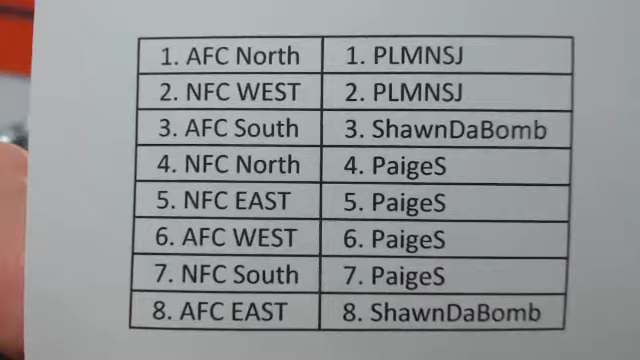 1. AFC North 1. PLMNSJ
2. NFC WEST 2. PLMNSJ
3. AFC South 3. ShawnDaBomb
4. NFC North 4. PaigeS
5. NFC EAST 5. PaigeS
6. AFC WEST 6. PaigeS
7. NFC South 7. PaigeS
8. AFC EAST 8. ShawnDaBomb